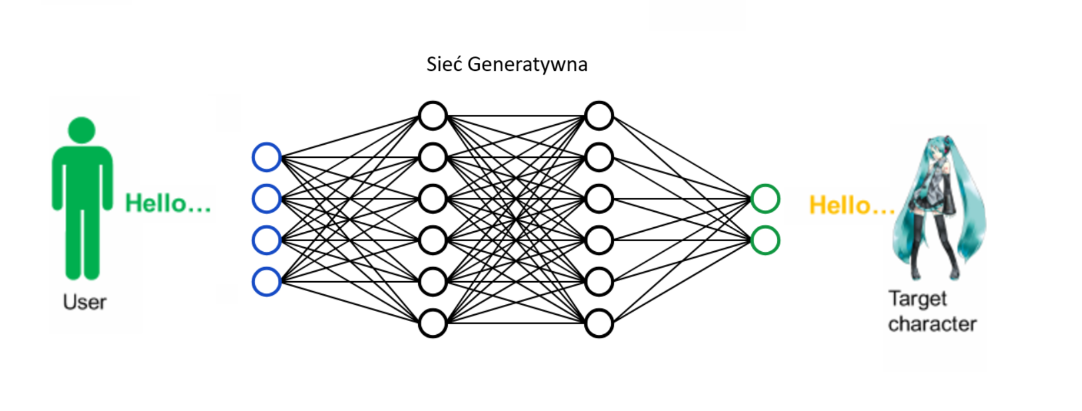 Sieć Generatywna
Hello...
User
Hello...
Target
character